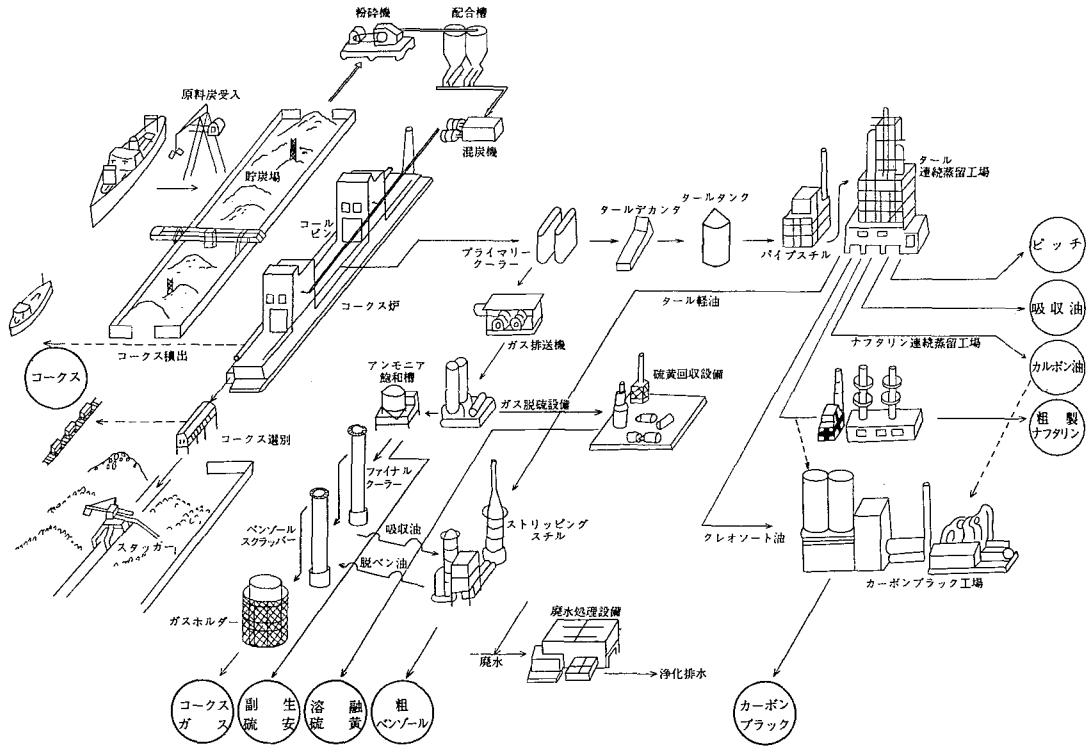 粉砕機
配合槽
原料炭受入
混炭機
貯炭場
タール
連続蒸留工場
コール
ビン
タールデカンタ
タールタンク
プライマリー
クーラー
パイプスチル
ピッチ
コークス炉
タール軽油
吸収油
ガス排送機
ナフタリン連続蒸留工場
コークス積出
カルボン油
コークス
アンモニア
飽和槽
硫黄回収設備
ガス脱硫設備
粗製
ナフタリン
コークス選別
ファイナル
クーラー
ベンゾール
スクラッバー
吸収油
ストリッピング
スチル
クレオソート油
スタッカー
脱ベン油
カーボンブラック工場
ガスホルダー
廃水処理設備
廃水
浄化排水
コークス
ガス
副生
硫安
溶融
硫黄
粗
ベンゾール
カーボン
ブラック